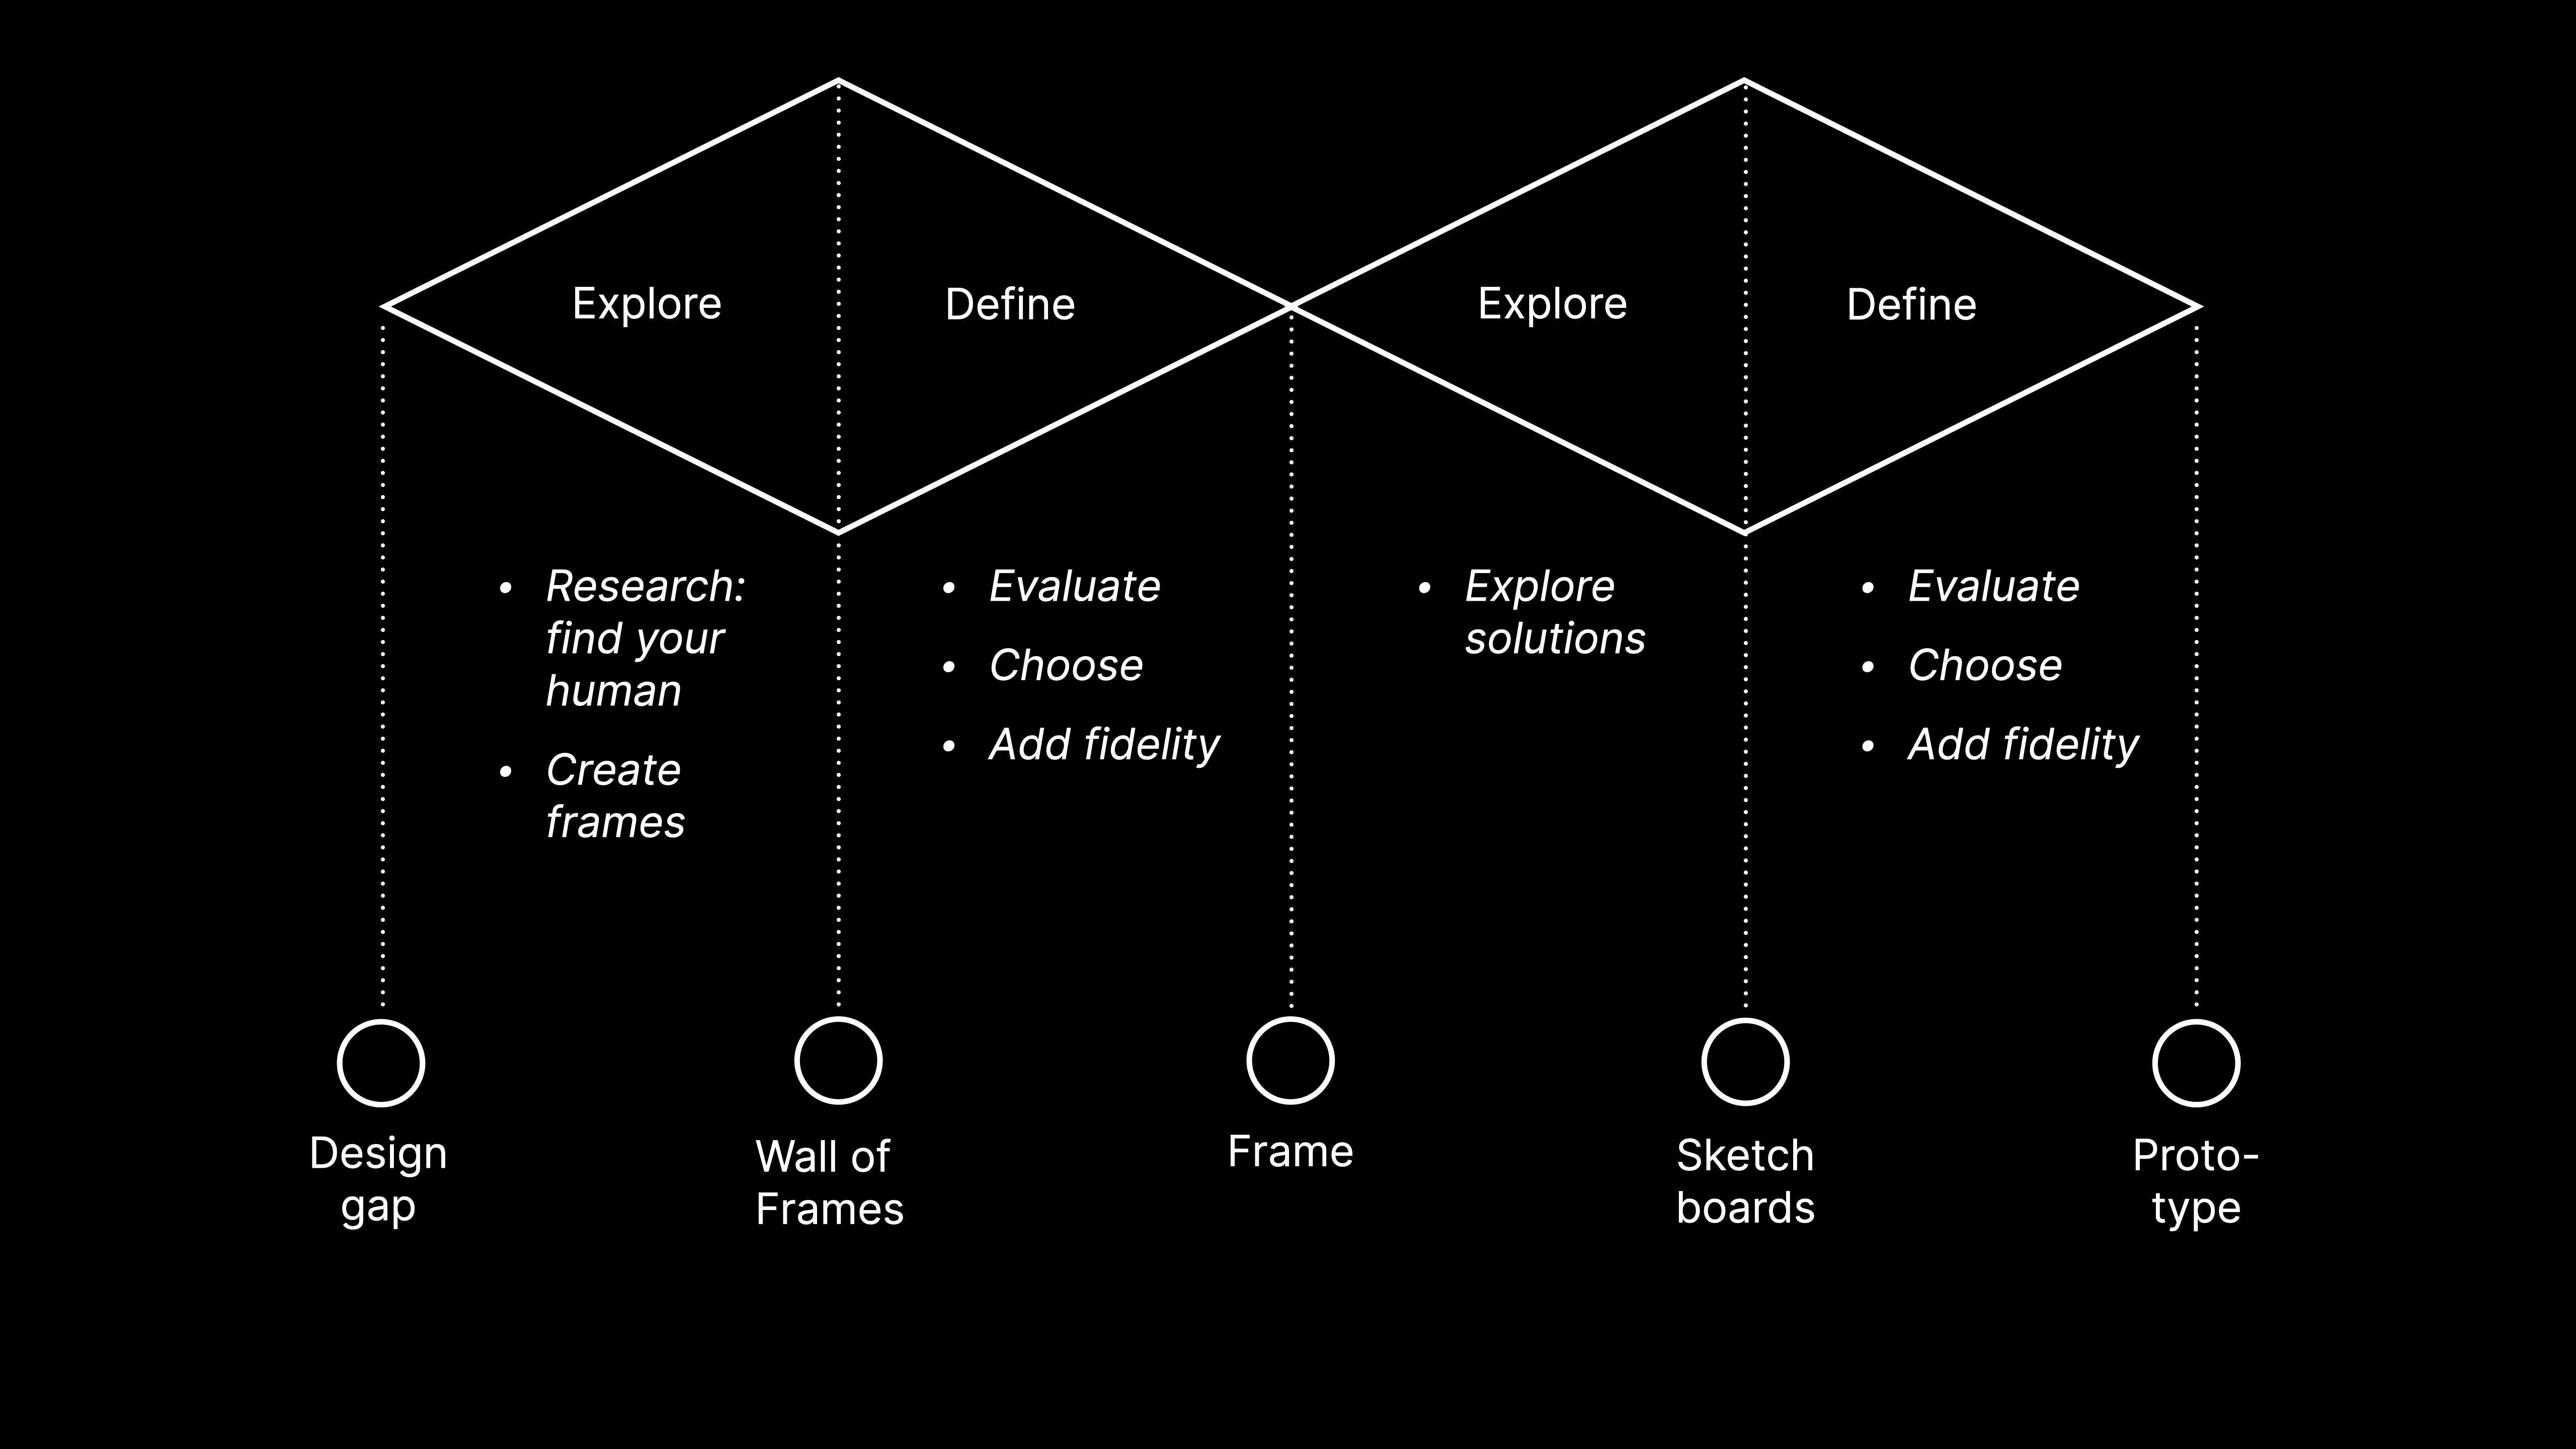 Explore
Define
Explore
Define
• Research:
find your
human
• Create
frames
• Evaluate
• Choose
• Add fidelity
• Explore
solutions
• Evaluate
• Choose
• Add fidelity
Design
gap
Wall of
Frames
Frame
Sketch
boards
Proto-
type